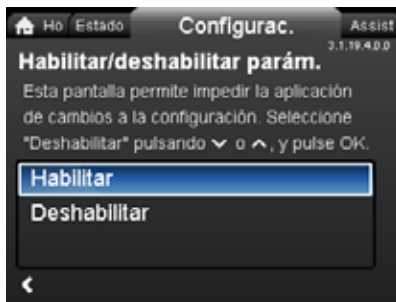 Ho Estado Configurac. Assist
3.1.19.4.0.0
Habilitar/deshabilitar parám.
Esta pantalla permite impedir la aplicación
de cambios a la configuración. Seleccione
"Deshabilitar" pulsando ⌄ o ⌃, y pulse OK.
Habilitar
Deshabilitar